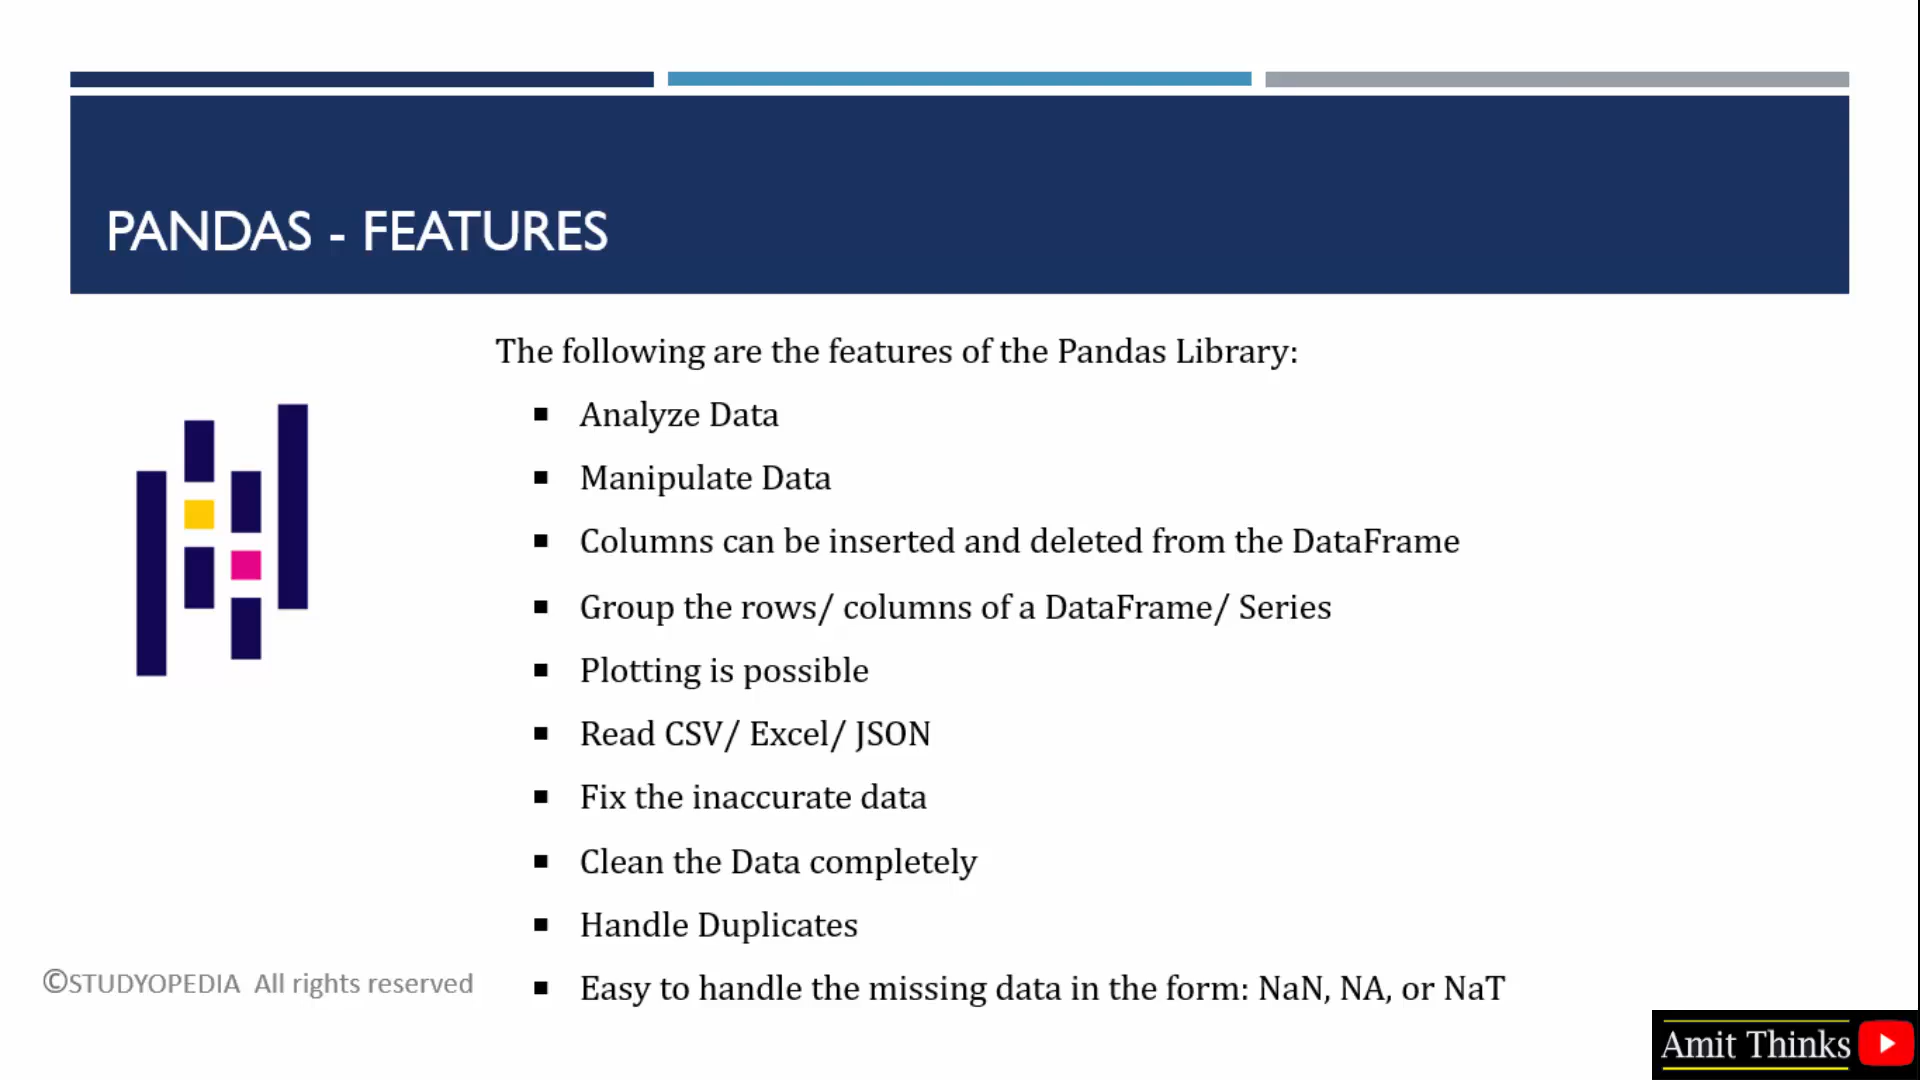 PANDAS - FEATURES
The following are the features of the Pandas Library:
▪ Analyze Data
▪ Manipulate Data
▪ Columns can be inserted and deleted from the DataFrame
▪ Group the rows/ columns of a DataFrame/ Series
▪ Plotting is possible
▪ Read CSV/ Excel/ JSON
▪ Fix the inaccurate data
▪ Clean the Data completely
▪ Handle Duplicates
▪ Easy to handle the missing data in the form: NaN, NA, or NaT
©STUDYOPEDIA All rights reserved
Amit Thinks